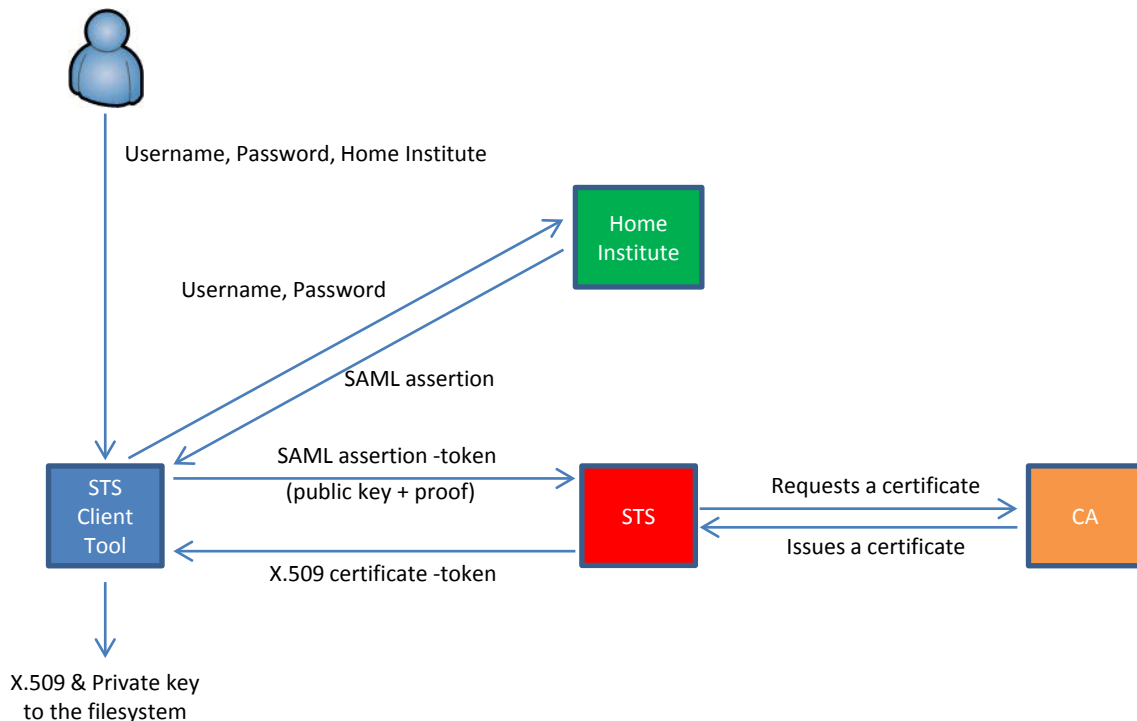 Username, Password, Home Institute
Home
Institute
Username, Password
SAML assertion
SAML assertion -token
(public key + proof)
STS
Client
Tool
STS
Requests a certificate
CA
Issues a certificate
X.509 certificate -token
X.509 & Private key
to the filesystem